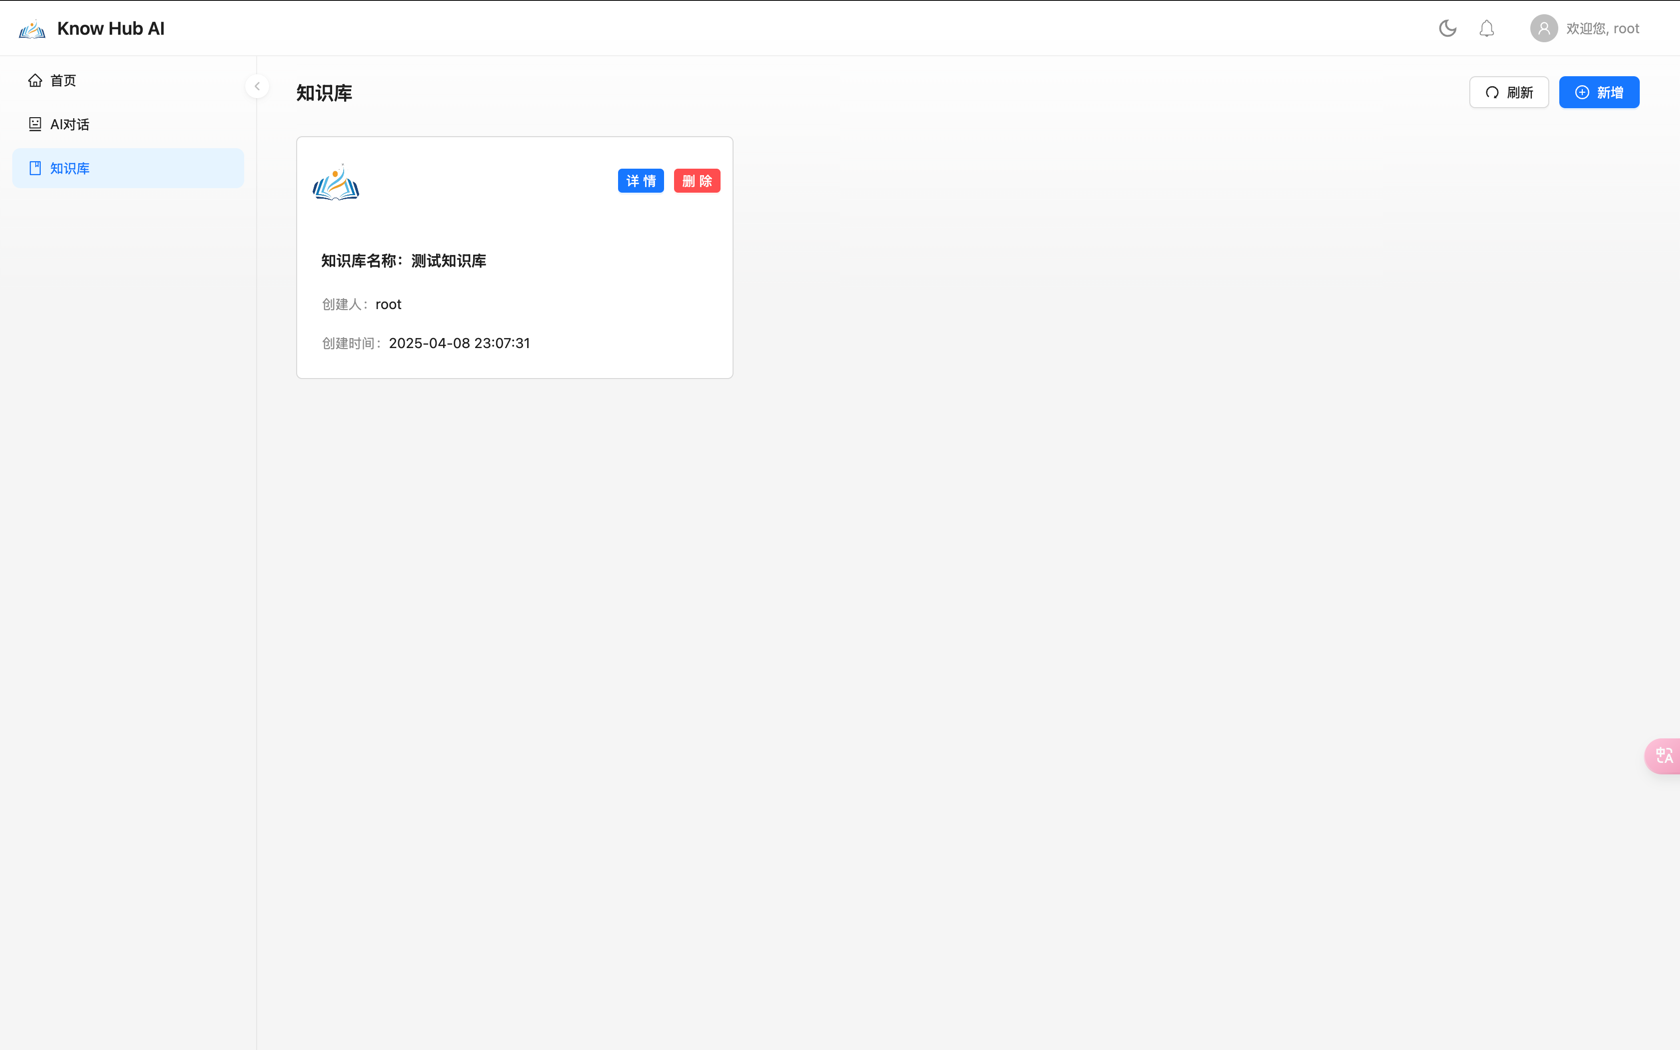 Know Hub AI
欢迎您, root
首页
AI对话
知识库
知识库
刷新
新增
详 情
删 除
知识库名称：测试知识库
创建人：root
创建时间：2025-04-08 23:07:31
中
A